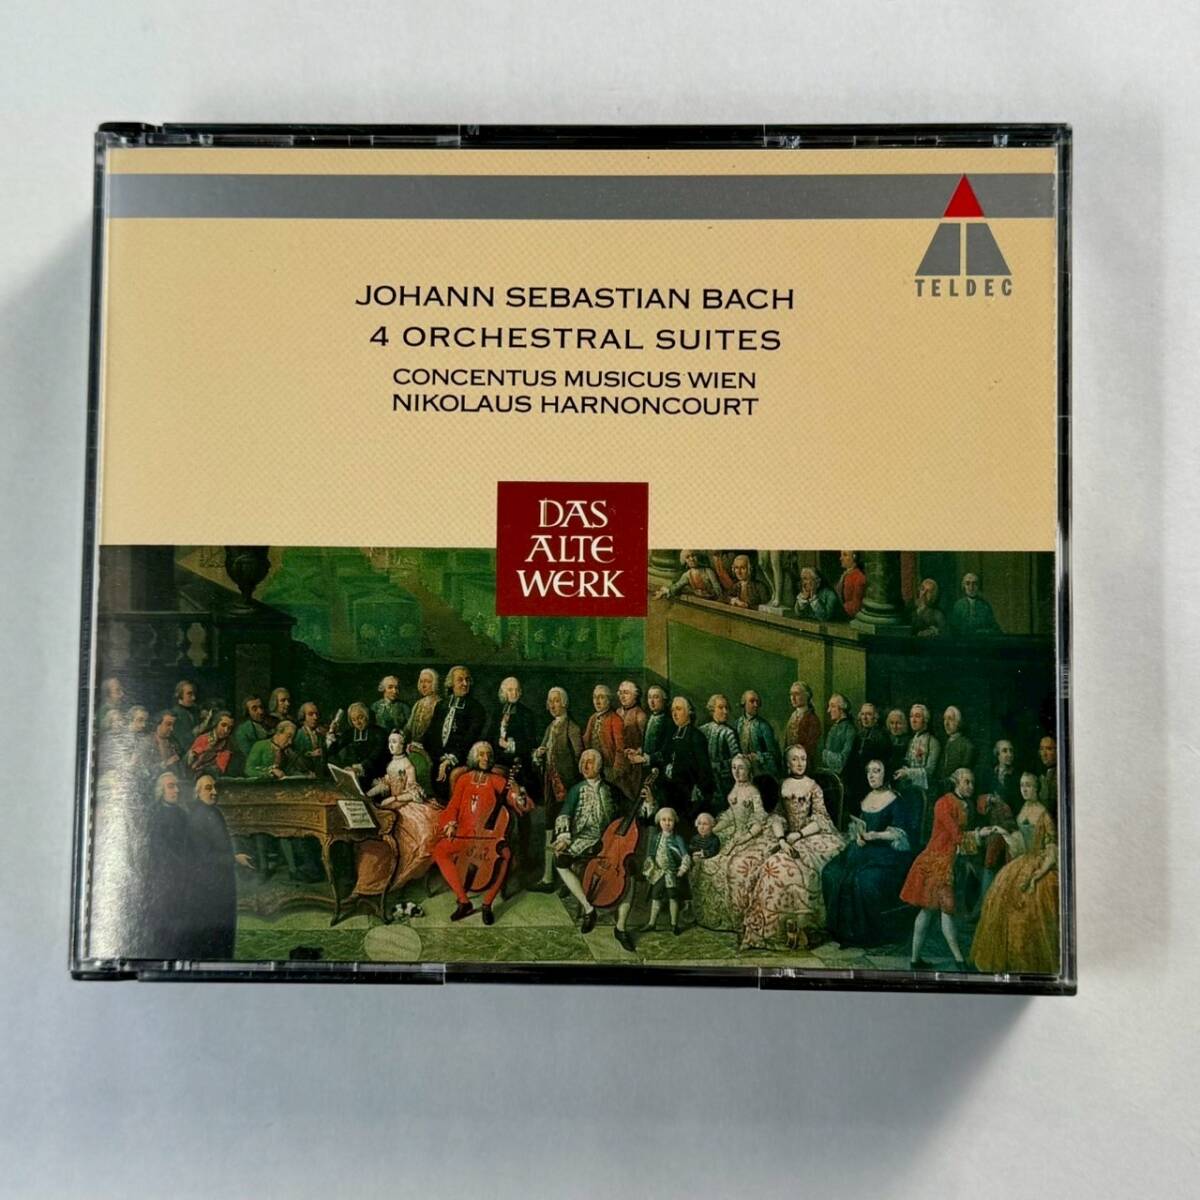 TELDEC
JOHANN SEBASTIAN BACH
4 ORCHESTRAL SUITES
CONCENTUS MUSICUS WIEN
NIKOLAUS HARNONCOURT
DAS
ALTE
WERK